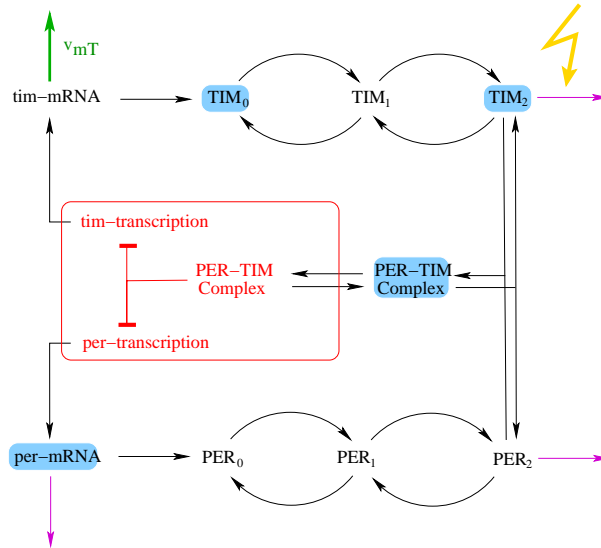 v_mT
tim−mRNA
TIM_0
TIM_1
TIM_2
tim−transcription
PER−TIM
Complex
PER−TIM
Complex
per−transcription
per−mRNA
PER_0
PER_1
PER_2